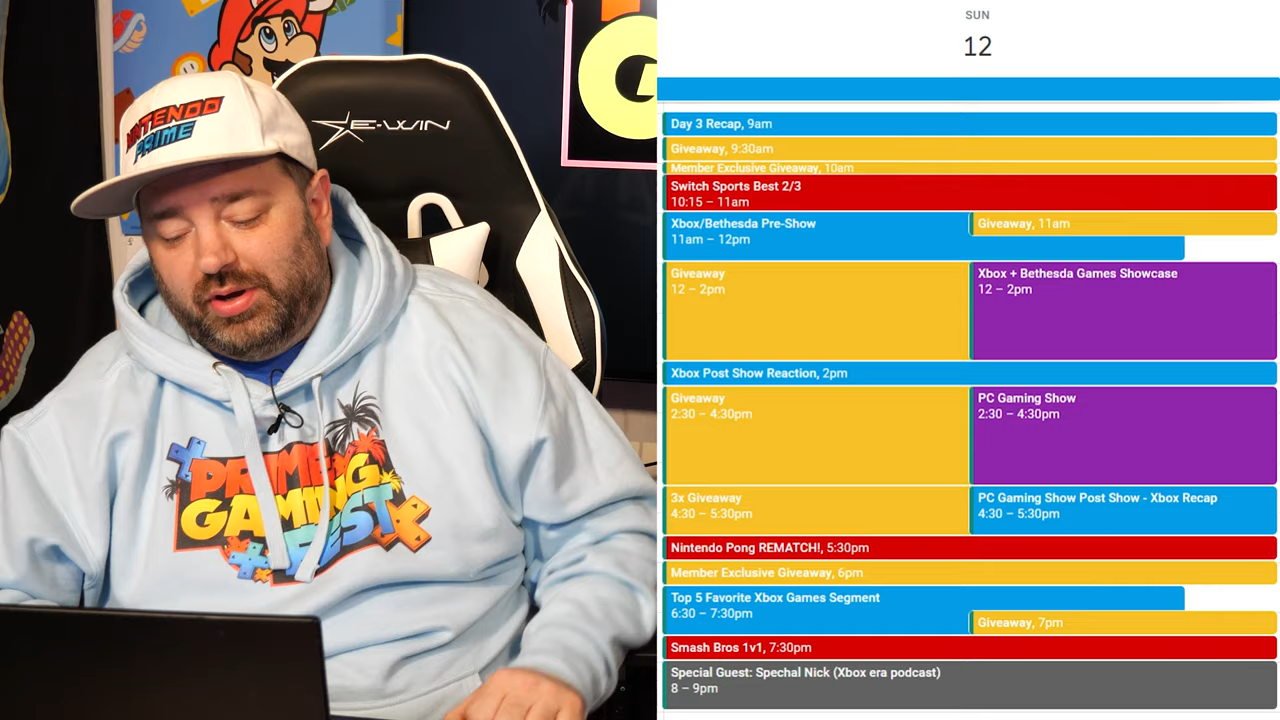 NINTENDO
PRIME
E-WIN
G
PRIME
GAMING
FEST
SUN
12
Day 3 Recap, 9am
Giveaway, 9:30am
Member Exclusive Giveaway, 10am
Switch Sports Best 2/3
10:15 – 11am
Xbox/Bethesda Pre-Show
11am – 12pm
Giveaway, 11am
Giveaway
12 – 2pm
Xbox + Bethesda Games Showcase
12 – 2pm
Xbox Post Show Reaction, 2pm
Giveaway
2:30 – 4:30pm
PC Gaming Show
2:30 – 4:30pm
3x Giveaway
4:30 – 5:30pm
PC Gaming Show Post Show - Xbox Recap
4:30 – 5:30pm
Nintendo Pong REMATCH!, 5:30pm
Member Exclusive Giveaway, 6pm
Top 5 Favorite Xbox Games Segment
6:30 – 7:30pm
Giveaway, 7pm
Smash Bros 1v1, 7:30pm
Special Guest: Spechal Nick (Xbox era podcast)
8 – 9pm